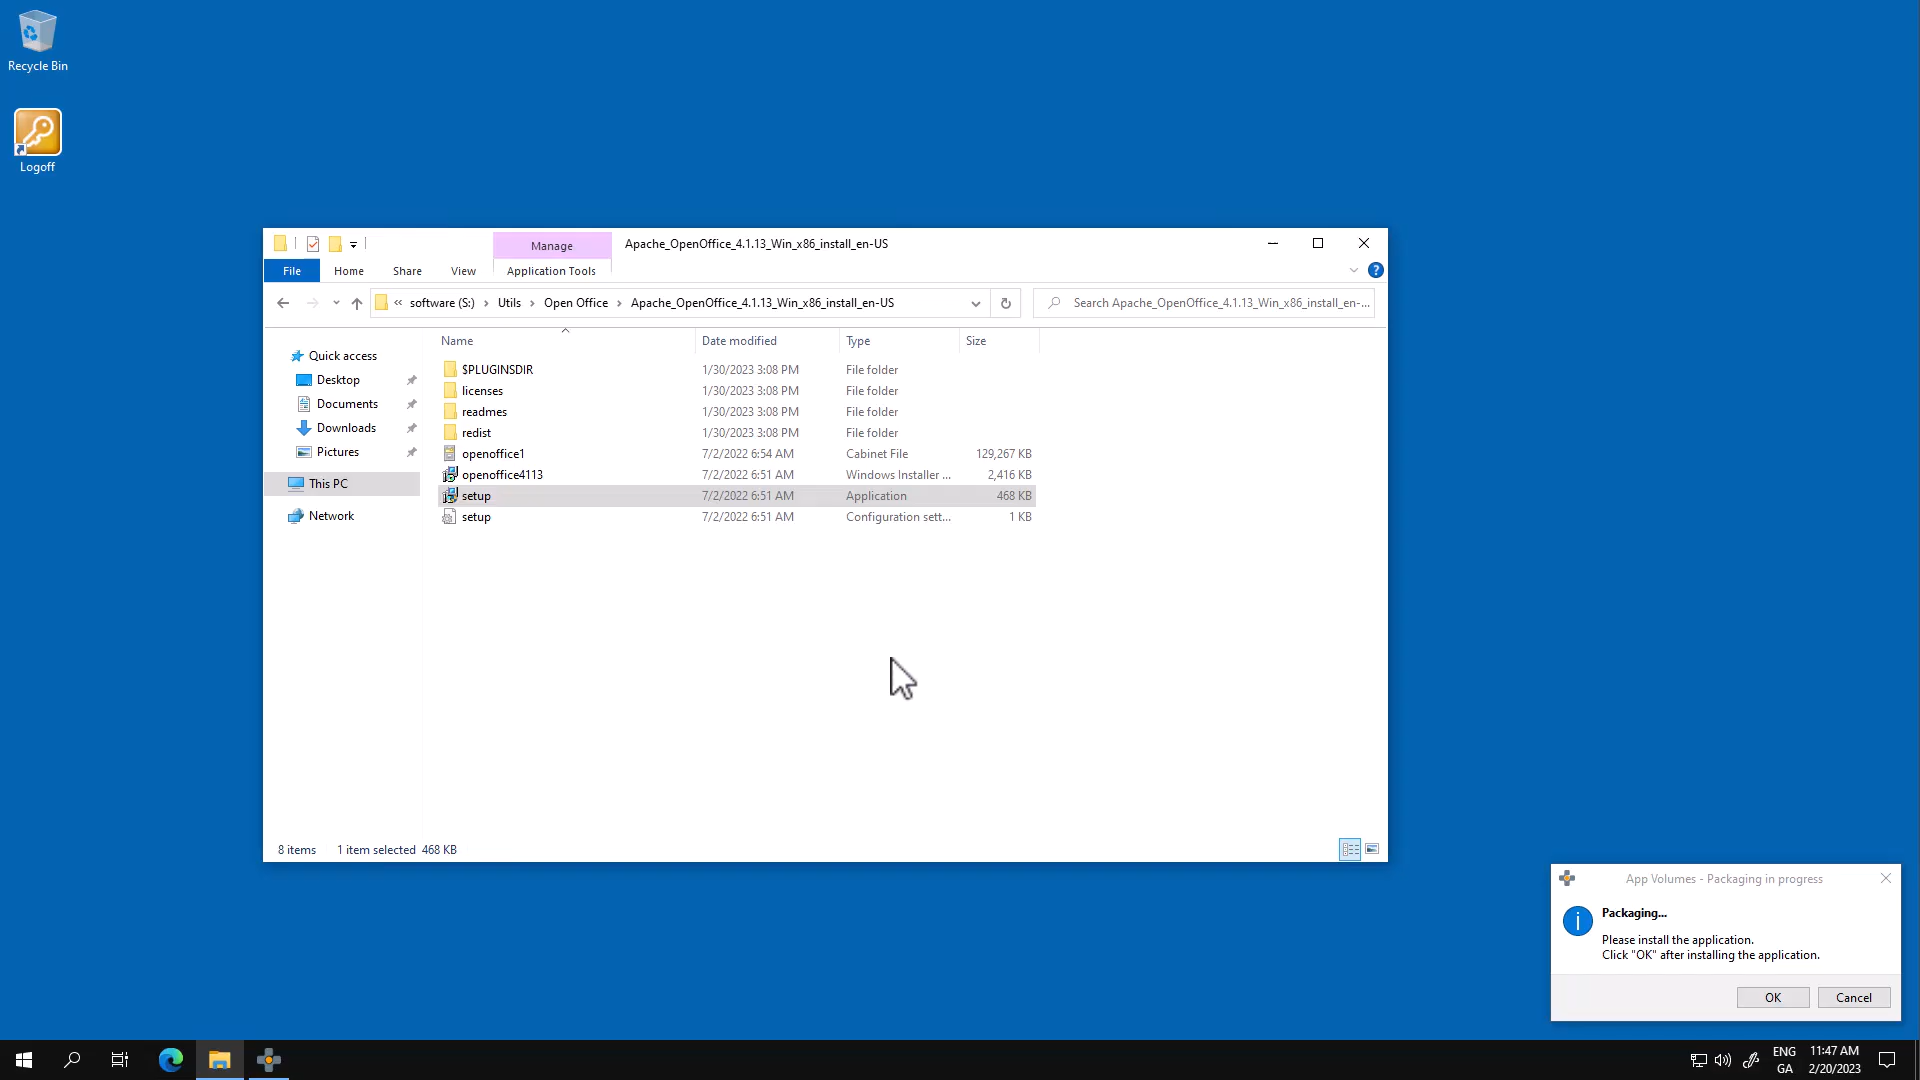 Recycle Bin
Logoff
Manage
Apache_OpenOffice_4.1.13_Win_x86_install_en-US
File Home Share View Application Tools
« software (S:) › Utils › Open Office › Apache_OpenOffice_4.1.13_Win_x86_install_en-US
Search Apache_OpenOffice_4.1.13_Win_x86_install_en-...
Quick access
Desktop
Documents
Downloads
Pictures
This PC
Network
Name Date modified Type Size
$PLUGINSDIR 1/30/2023 3:08 PM File folder
licenses 1/30/2023 3:08 PM File folder
readmes 1/30/2023 3:08 PM File folder
redist 1/30/2023 3:08 PM File folder
openoffice1 7/2/2022 6:54 AM Cabinet File 129,267 KB
openoffice4113 7/2/2022 6:51 AM Windows Installer ... 2,416 KB
setup 7/2/2022 6:51 AM Application 468 KB
setup 7/2/2022 6:51 AM Configuration sett... 1 KB
8 items 1 item selected 468 KB
App Volumes - Packaging in progress
Packaging...
Please install the application.
Click "OK" after installing the application.
OK Cancel
ENG 11:47 AM
GA 2/20/2023